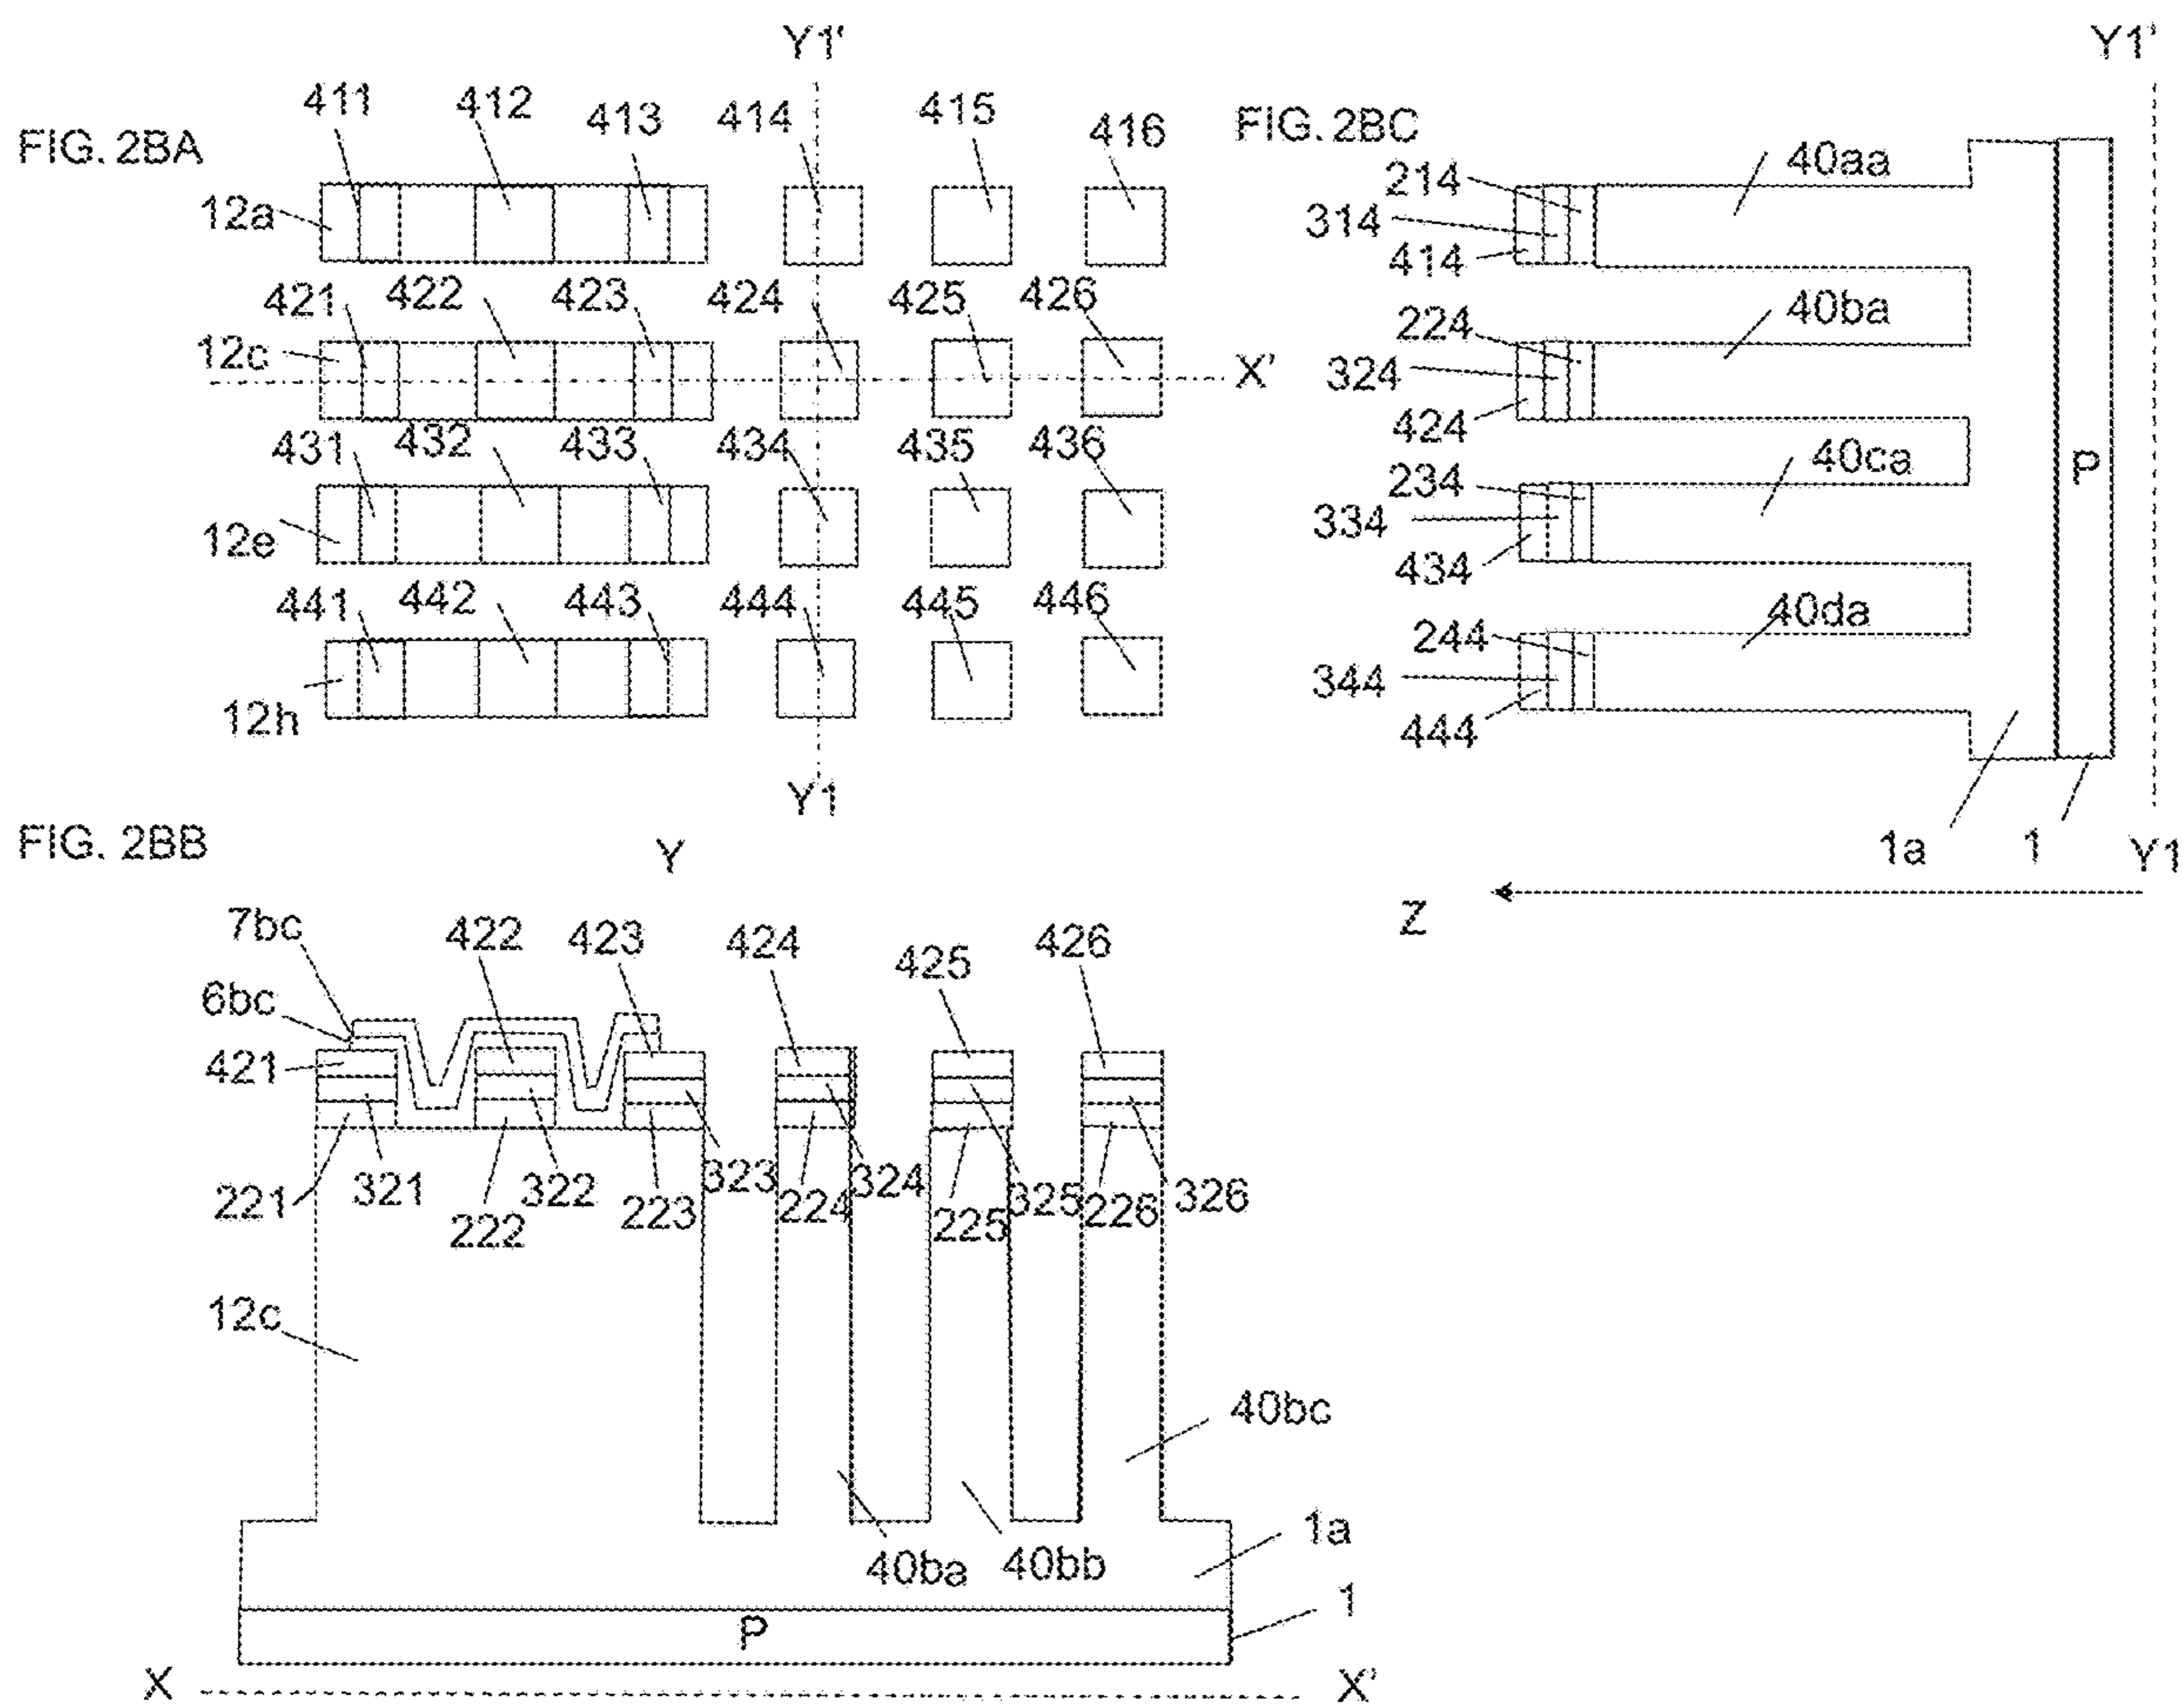 Y1'
411 412 413 414 415 416
FIG. 2BA
12a
421 422 423 424 425 426
12c
X'
431 432 433 434 435 436
12e
441 442 443 444 445 446
12h
Y1
FIG. 2BC
Y1'
214
314
414
40aa
224
324
424
40ba
234
334
434
40ca
P
244
344
444
40da
1a
1
Y1
Z
FIG. 2BB
Y
7bc
6bc
421
422 423 424 425 426
221 321 222 322 223 323 224 324 225 325 226 326
12c
40bc
40ba
40bb
1a
1
P
X
X'